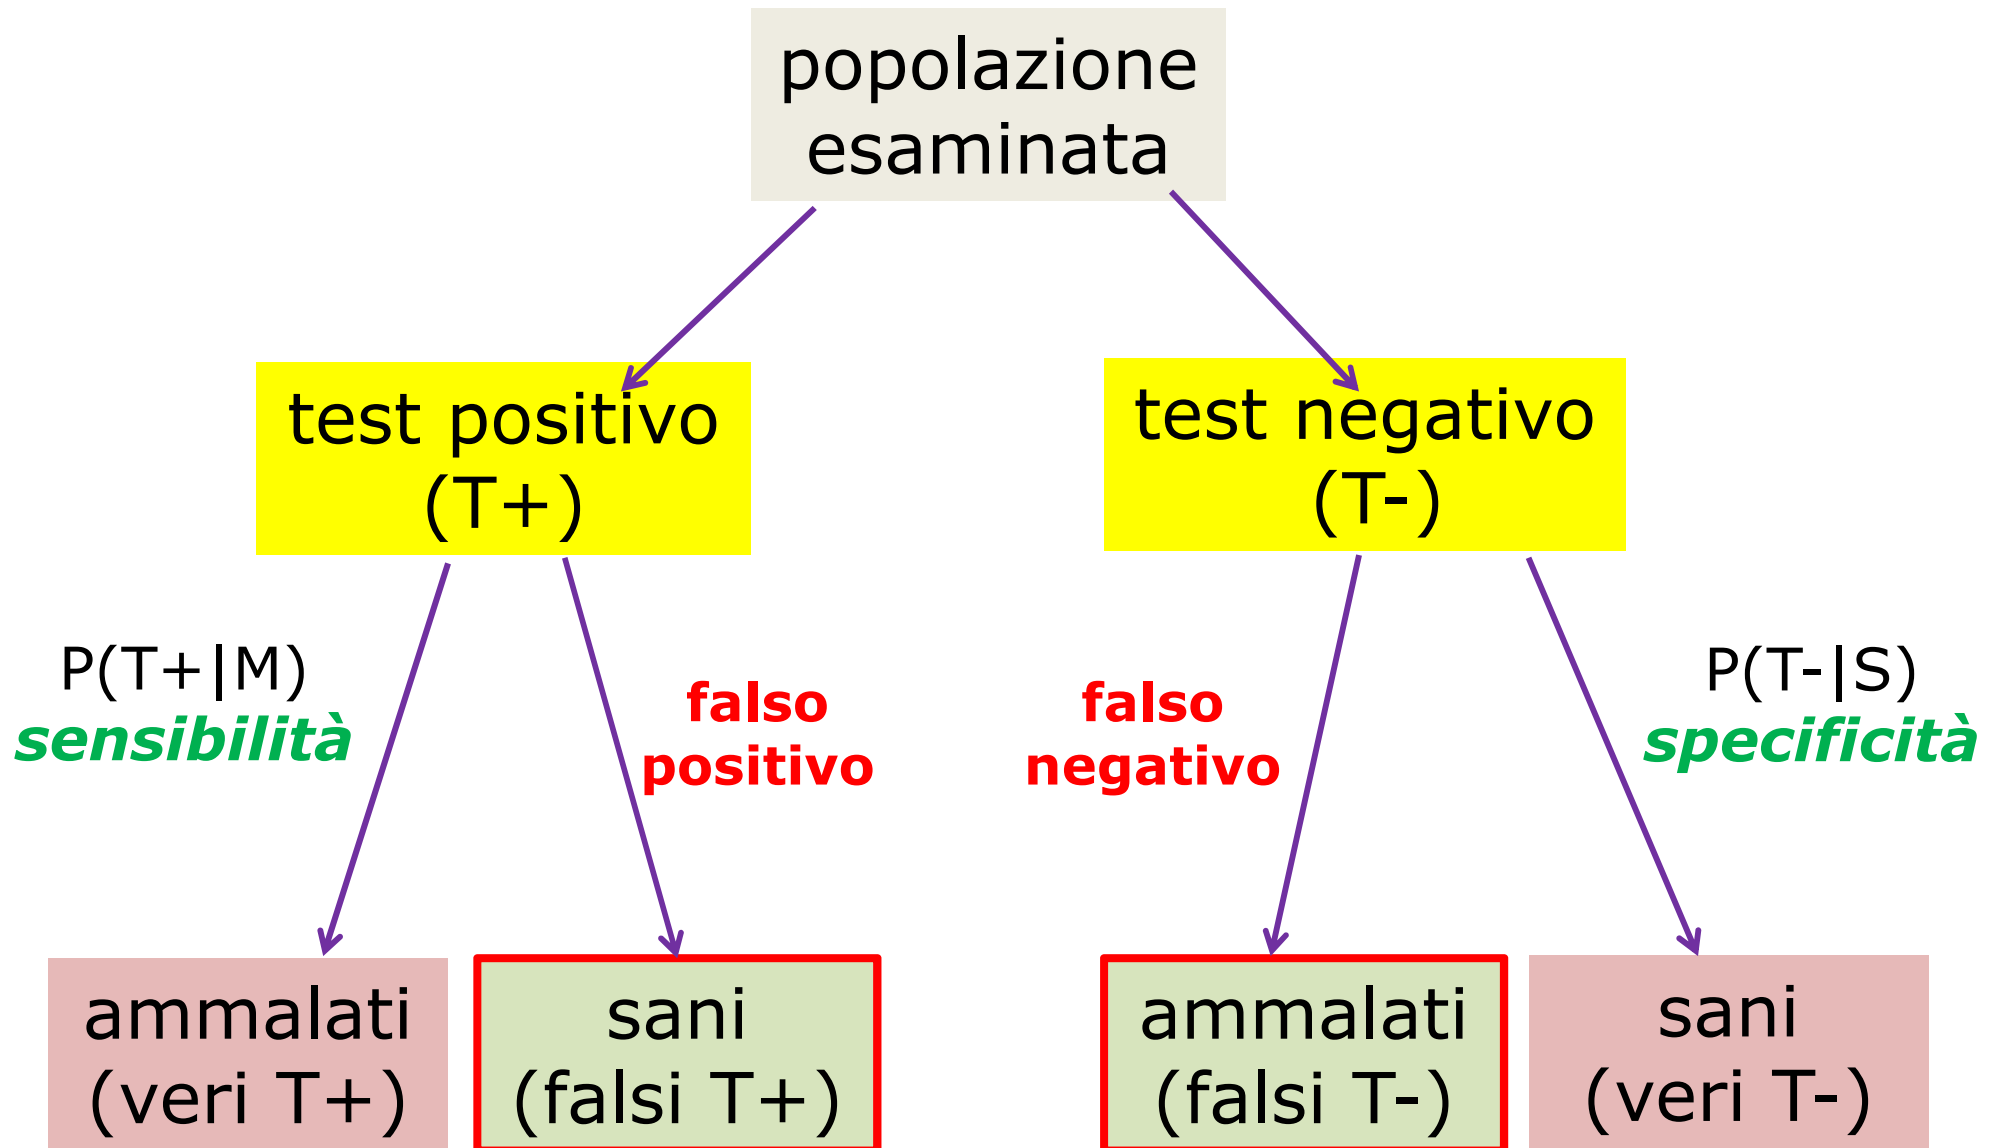 popolazione
esaminata
test positivo
(T+)
test negativo
(T-)
P(T+|M)
sensibilità
falso
positivo
falso
negativo
P(T-|S)
specificità
ammalati
(veri T+)
sani
(falsi T+)
ammalati
(falsi T-)
sani
(veri T-)